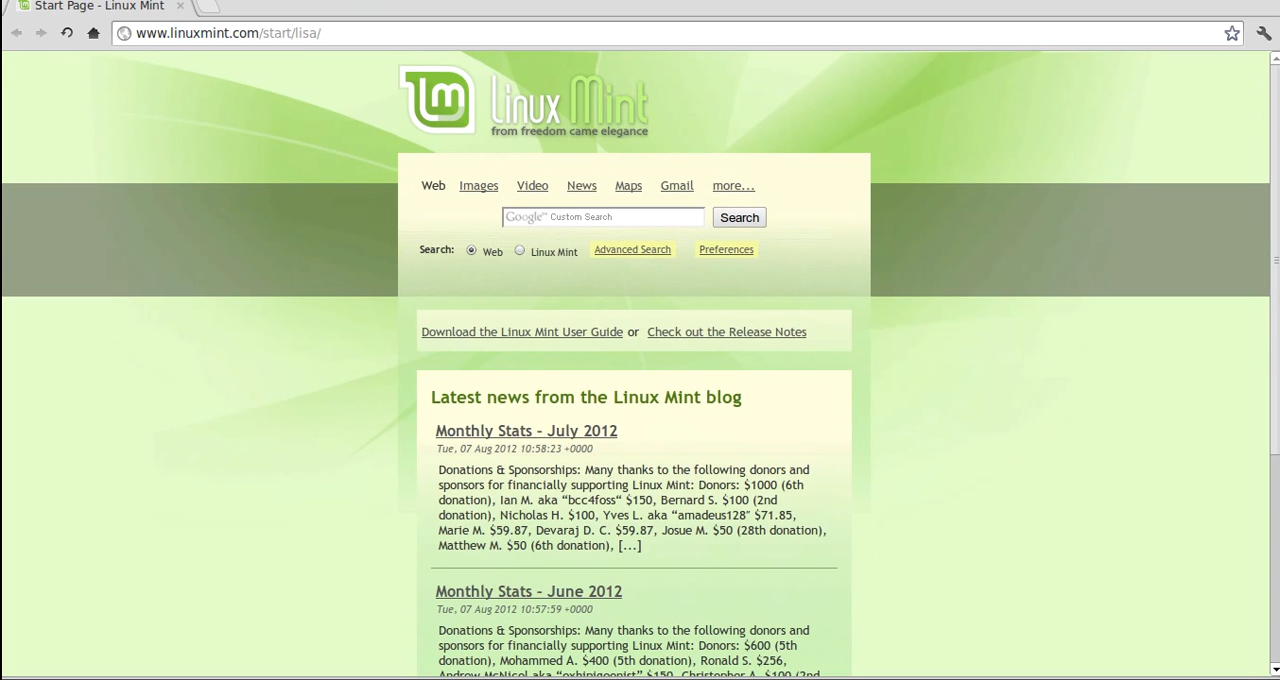 Start Page - Linux Mint
www.linuxmint.com/start/lisa/
Linux Mint
from freedom came elegance
Web Images Video News Maps Gmail more...
Google™ Custom Search Search
Search: Web Linux Mint Advanced Search Preferences
Download the Linux Mint User Guide or Check out the Release Notes
Latest news from the Linux Mint blog
Monthly Stats – July 2012
Tue, 07 Aug 2012 10:58:23 +0000
Donations & Sponsorships: Many thanks to the following donors and
sponsors for financially supporting Linux Mint: Donors: $1000 (6th
donation), Ian M. aka “bcc4foss“ $150, Bernard S. $100 (2nd
donation), Nicholas H. $100, Yves L. aka “amadeus128″ $71.85,
Marie M. $59.87, Devaraj D. C. $59.87, Josue M. $50 (28th donation),
Matthew M. $50 (6th donation), [...]
Monthly Stats – June 2012
Tue, 07 Aug 2012 10:57:59 +0000
Donations & Sponsorships: Many thanks to the following donors and
sponsors for financially supporting Linux Mint: Donors: $600 (5th
donation), Mohammed A. $400 (5th donation), Ronald S. $256,
Andrew McNicol aka $150, Christopher A. $100 (2nd